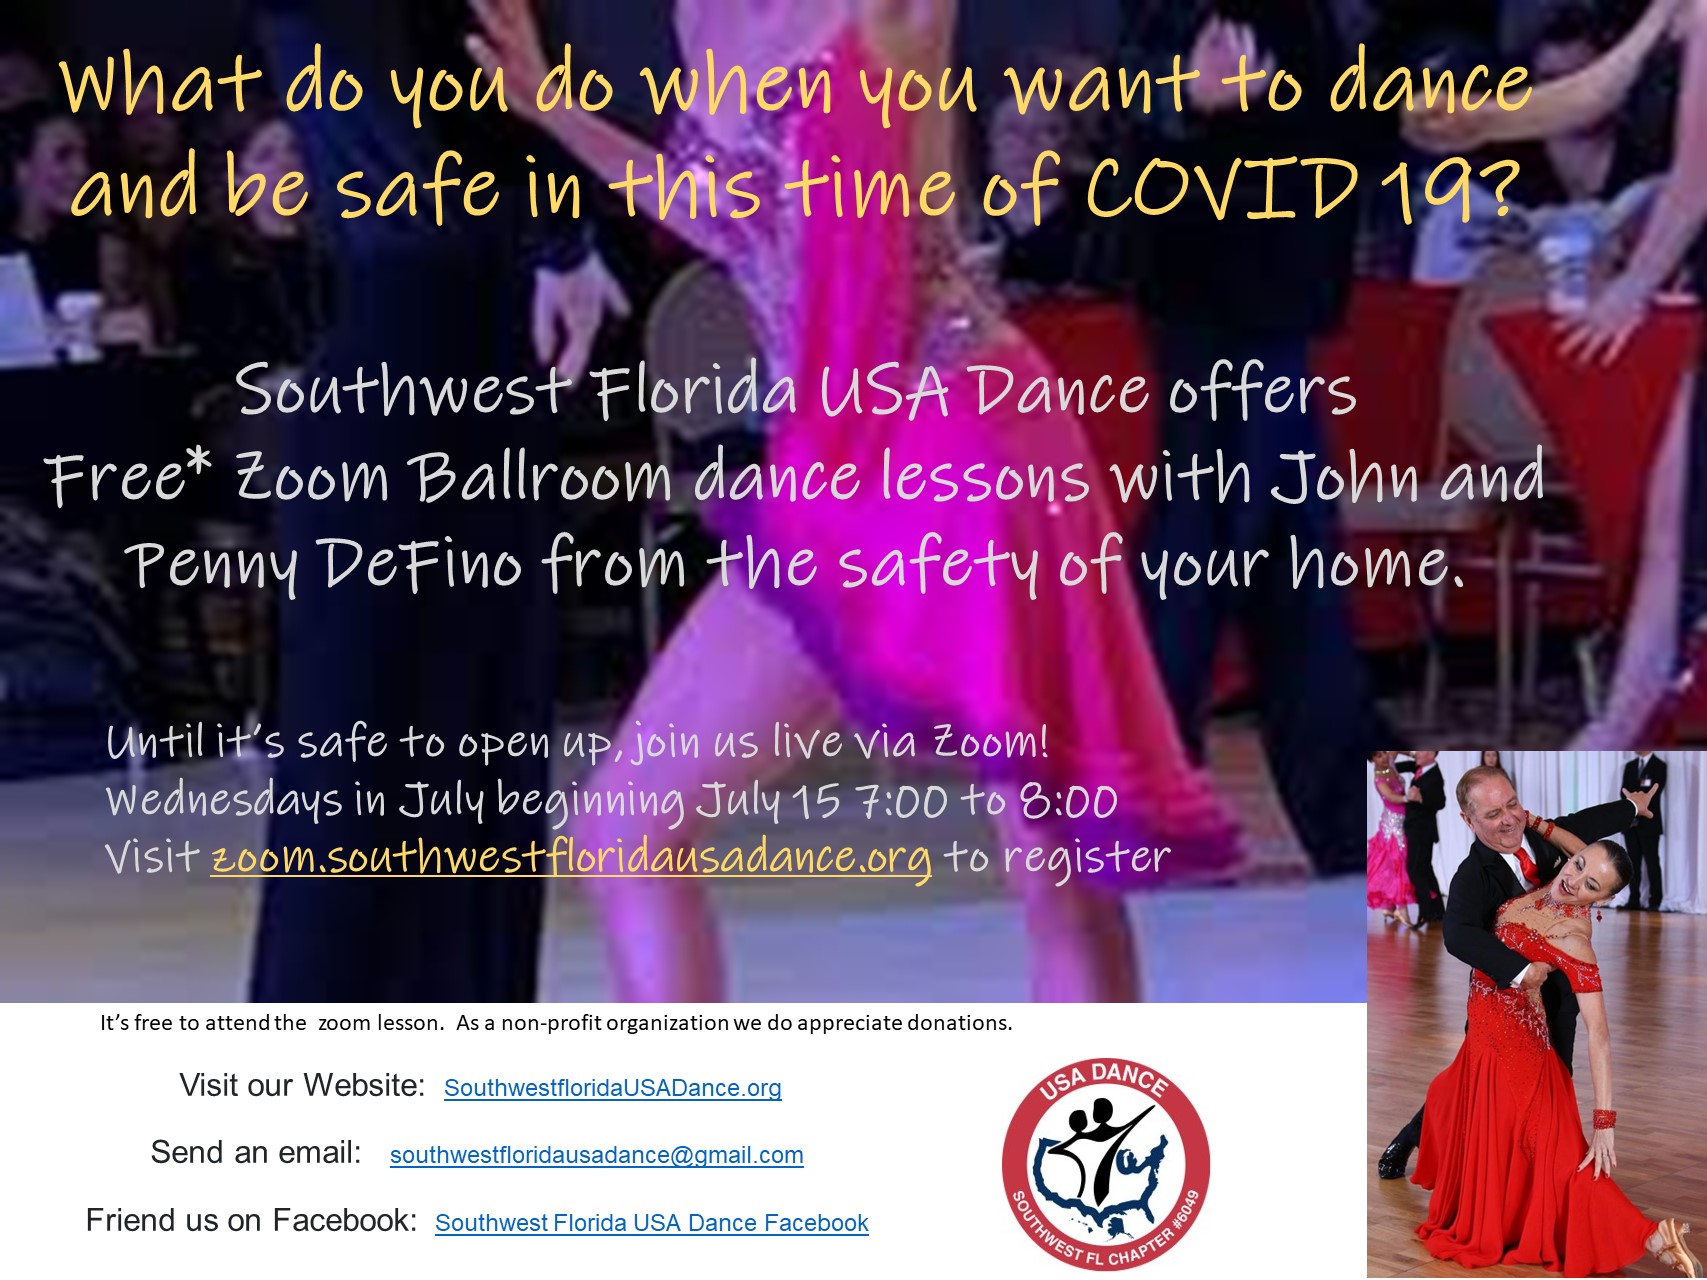 What do you do when you want to dance
and be safe in this time of COVID 19?
Southwest Florida USA Dance offers
Free* Zoom Ballroom dance lessons with John and
Penny DeFino from the safety of your home.
Until it's safe to open up, join us live via Zoom!
Wednesdays in July beginning July 15 7:00 to 8:00
Visit zoom.southwestfloridausadance.org to register
It's free to attend the zoom lesson. As a non-profit organization we do appreciate donations.
Visit our Website: SouthwestfloridaUSADance.org
Send an email: southwestfloridausadance@gmail.com
Friend us on Facebook: Southwest Florida USA Dance Facebook
USA DANCE
SOUTHWEST FL CHAPTER #6049